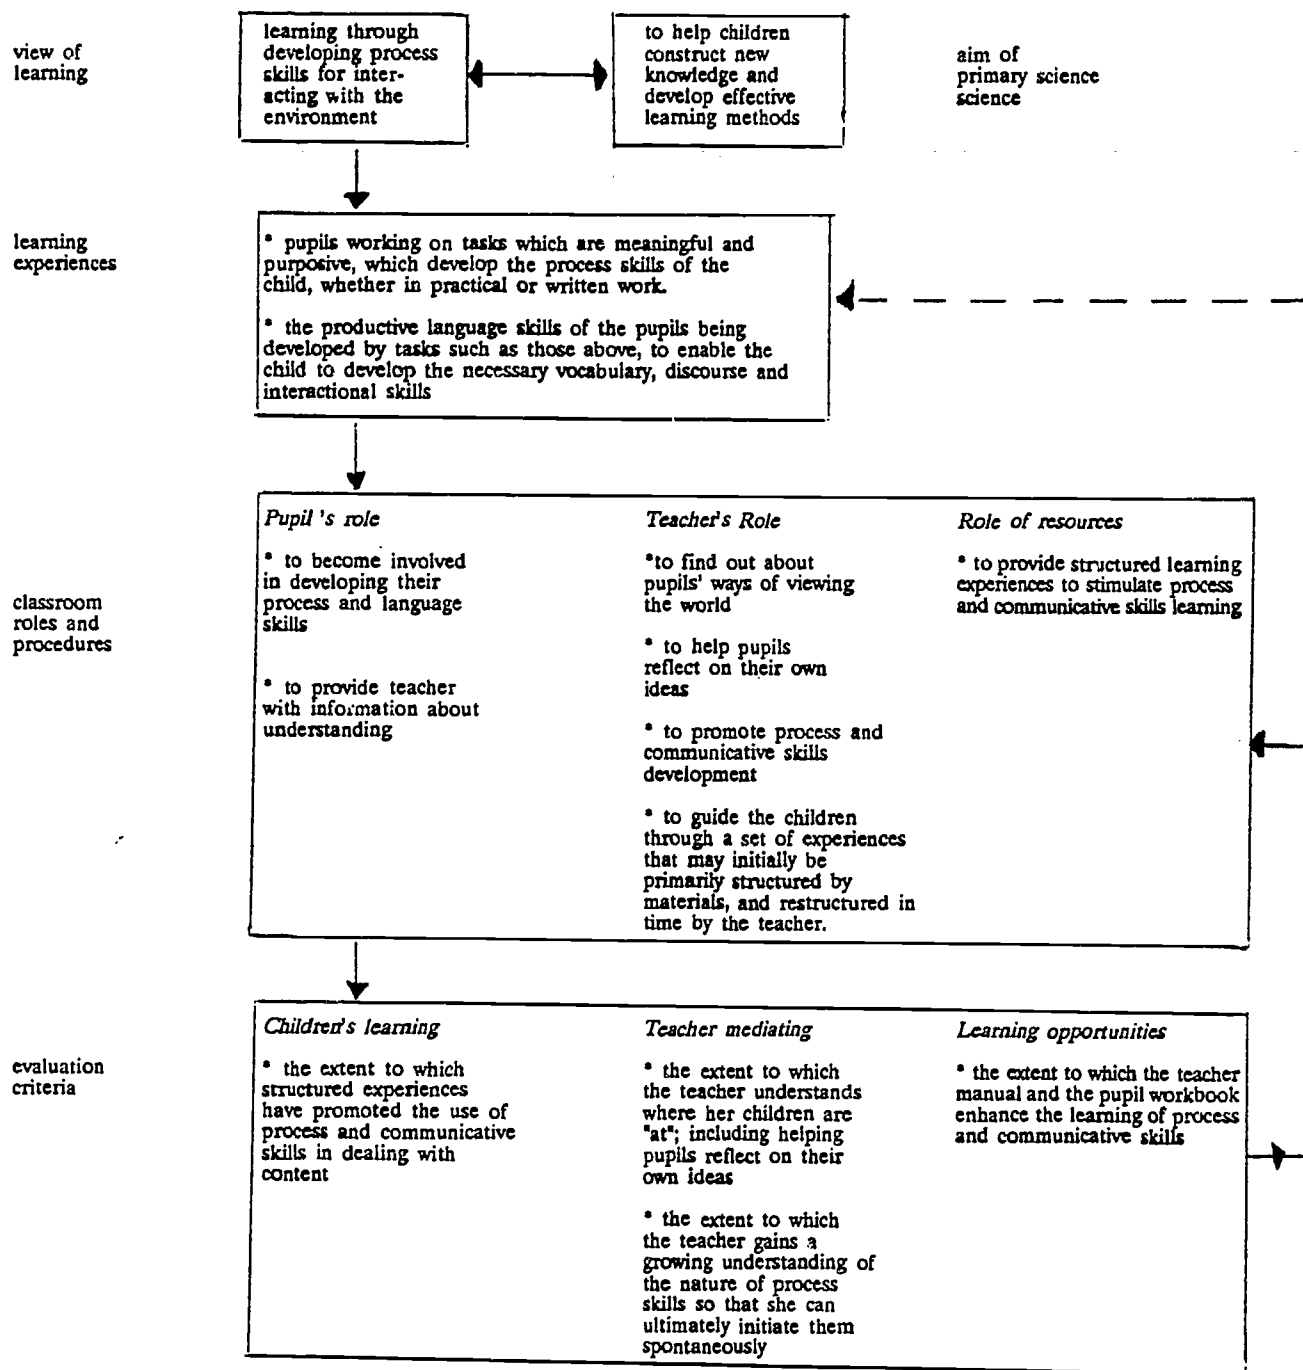 view of
learning
learning through
developing process
skills for inter-
acting with the
environment
to help children
construct new
knowledge and
develop effective
learning methods
aim of
primary science
science
learning
experiences
* pupils working on tasks which are meaningful and
purposive, which develop the process skills of the
child, whether in practical or written work.
* the productive language skills of the pupils being
developed by tasks such as those above, to enable the
child to develop the necessary vocabulary, discourse and
interactional skills
classroom
roles and
procedures
Pupil 's role
* to become involved
in developing their
process and language
skills
* to provide teacher
with information about
understanding
Teacher's Role
*to find out about
pupils' ways of viewing
the world
* to help pupils
reflect on their own
ideas
* to promote process and
communicative skills
development
* to guide the children
through a set of experiences
that may initially be
primarily structured by
materials, and restructured in
time by the teacher.
Role of resources
* to provide structured learning
experiences to stimulate process
and communicative skills learning
evaluation
criteria
Children's learning
* the extent to which
structured experiences
have promoted the use of
process and communicative
skills in dealing with
content
Teacher mediating
* the extent to which
the teacher understands
where her children are
"at"; including helping
pupils reflect on their
own ideas
* the extent to which
the teacher gains a
growing understanding of
the nature of process
skills so that she can
ultimately initiate them
spontaneously
Learning opportunities
* the extent to which the teacher
manual and the pupil workbook
enhance the learning of process
and communicative skills